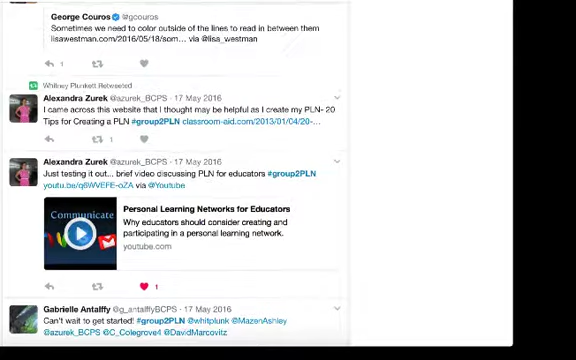 George Couros @gcouros
Sometimes we need to color outside of the lines to read in between them
lisawestman.com/2016/05/18/som... via @lisa_westman
1
Whitney Plunkett Retweeted
Alexandra Zurek @azurek_BCPS · 17 May 2016
I came across this website that I thought may be helpful as I create my PLN- 20
Tips for Creating a PLN #group2PLN classroom-aid.com/2013/01/04/20-...
1
Alexandra Zurek @azurek_BCPS · 17 May 2016
Just testing it out... brief video discussing PLN for educators #group2PLN
youtu.be/q6WVEFE-oZA via @Youtube
Communicate
Personal Learning Networks for Educators
Why educators should consider creating and
participating in a personal learning network.
youtube.com
1
Gabrielle Antalffy @g_antalffyBCPS · 17 May 2016
Can't wait to get started! #group2PLN @whitplunk @MazenAshley
@azurek_BCPS @C_Colegrove4 @DavidMarcovitz